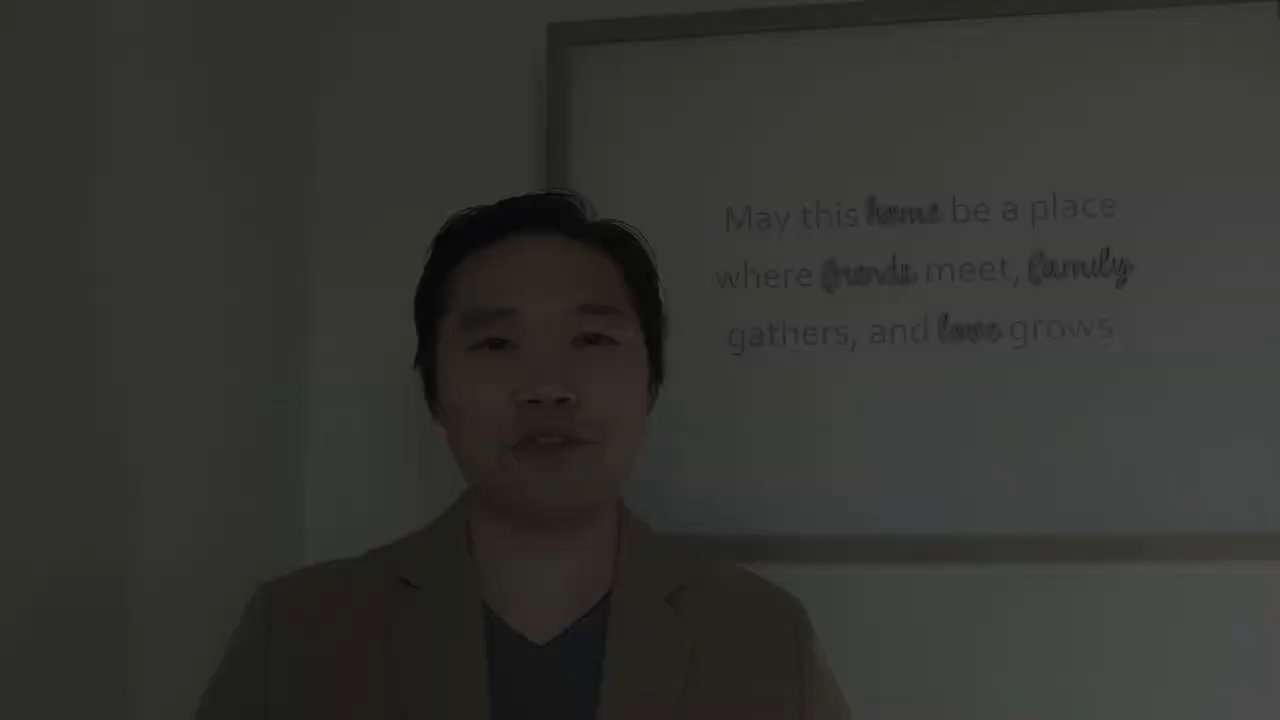 May this home be a place
where friends meet, family
gathers, and love grows